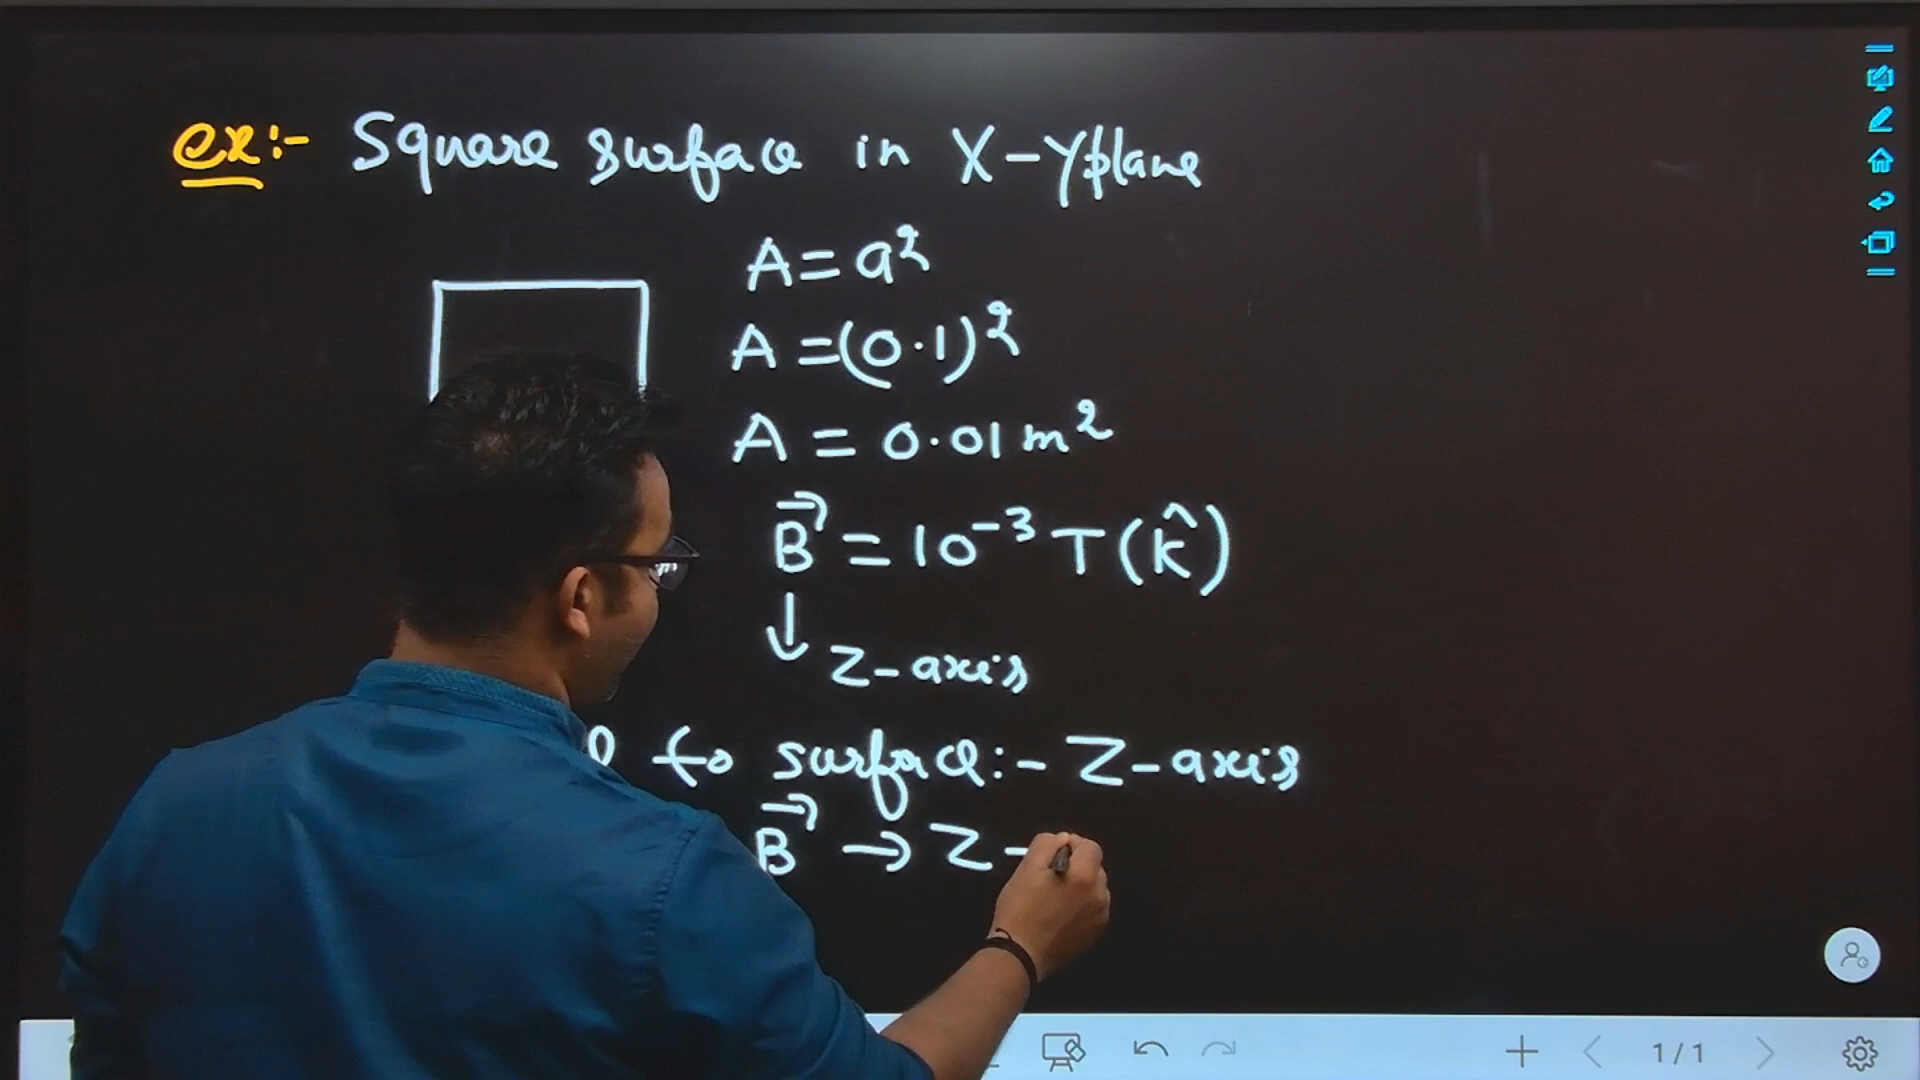 ex:- Square surface in X-Y plane
A = a²
A = (0.1)²
A = 0.01 m²
B⃗ = 10⁻³ T (k̂)
↓ Z-axis
to surface:- Z-axis
B⃗ → Z-
1/1